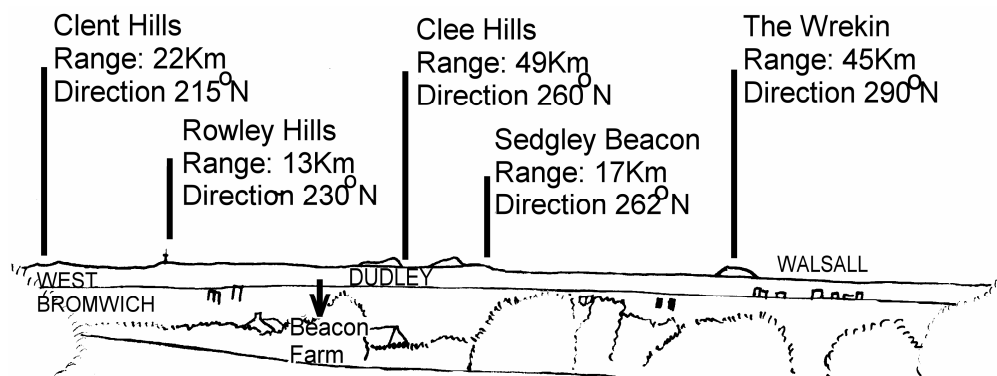 Clent Hills
Range: 22Km
Direction 215°N
Rowley Hills
Range: 13Km
Direction 230°N
Clee Hills
Range: 49Km
Direction 260°N
Sedgley Beacon
Range: 17Km
Direction 262°N
The Wrekin
Range: 45Km
Direction 290°N
WEST
BROMWICH
DUDLEY
WALSALL
Beacon
Farm